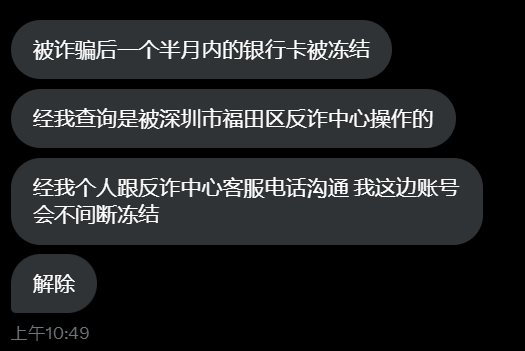 被诈骗后一个半月内的银行卡被冻结
经我查询是被深圳市福田区反诈中心操作的
经我个人跟反诈中心客服电话沟通 我这边账号
会不间断冻结
解除
上午10:49